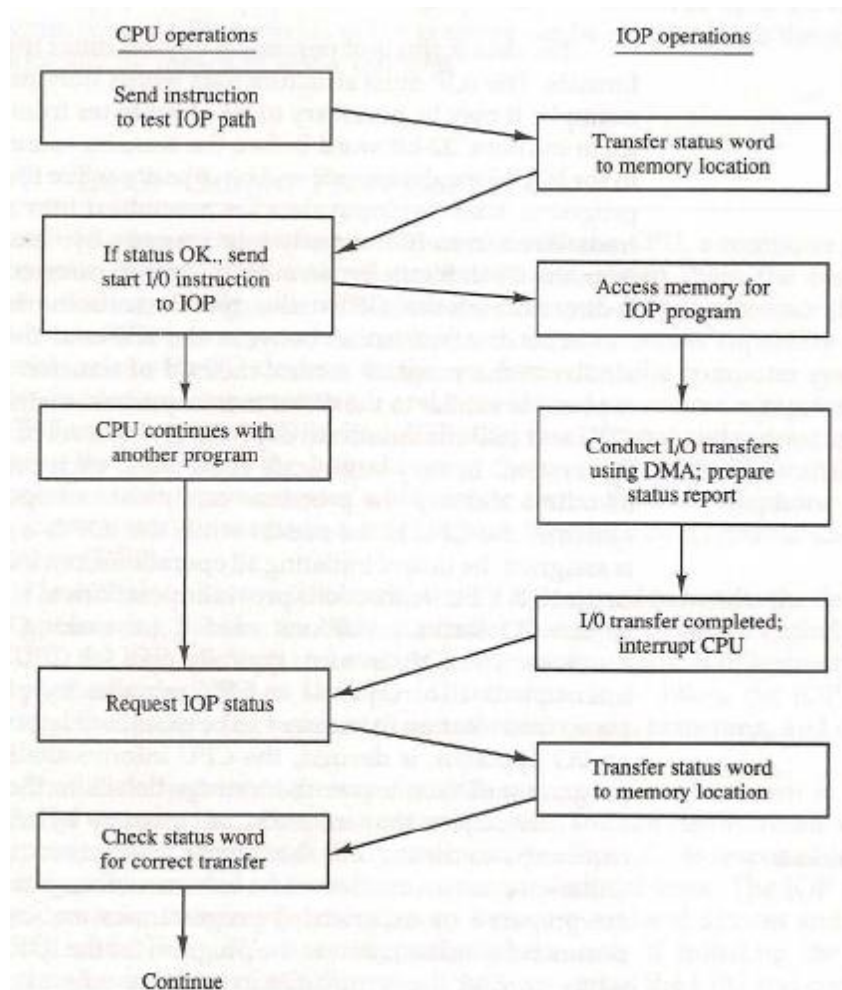 CPU operations
IOP operations
Send instruction
to test IOP path
Transfer status word
to memory location
If status OK., send
start I/0 instruction
to IOP
Access memory for
IOP program
CPU continue with
another program
Conduct I/O transfers
using DMA; prepare
status report
I/0 transfer completed;
interrupt CPU
Request IOP status
Transfer status word
to memory location
Check status word
for correct transfer
Continue